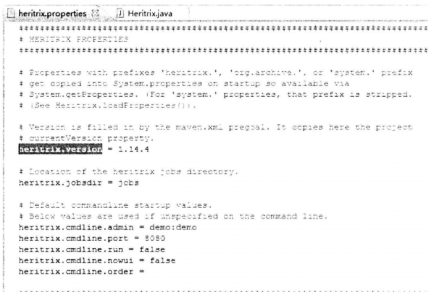 heritrix.properties Heritrix.java
################################################################
# HERITRIX PROPERTIES
################################################################
# Properties with prefixes 'heritrix.', 'org.archive.', or 'system.' prefix
# get copied into System.properties on startup so available via
# System.getProperties. (For 'system.' properties, that prefix is stripped.
# (See Heritrix.loadProperties()).
# Version is filled in by the maven.xml pregoal. It copies here the project
# currentVersion property.
heritrix.version = 1.14.4
# Location of the heritrix jobs directory.
heritrix.jobsdir = jobs
# Default commandline startup values.
# Below values are used if unspecified on the command line.
heritrix.cmdline.admin = demo:demo
heritrix.cmdline.port = 8080
heritrix.cmdline.run = false
heritrix.cmdline.nowui = false
heritrix.cmdline.order =